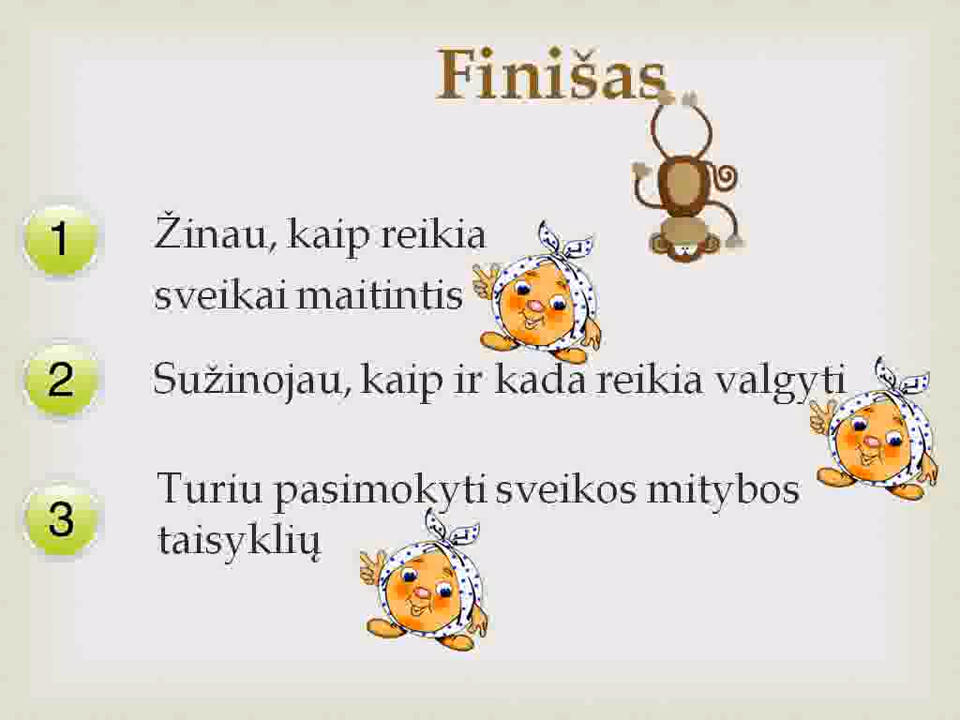 Finišas
1 Žinau, kaip reikia
sveikai maitintis
2 Sužinojau, kaip ir kada reikia valgyti
3 Turiu pasimokyti sveikos mitybos
taisyklių